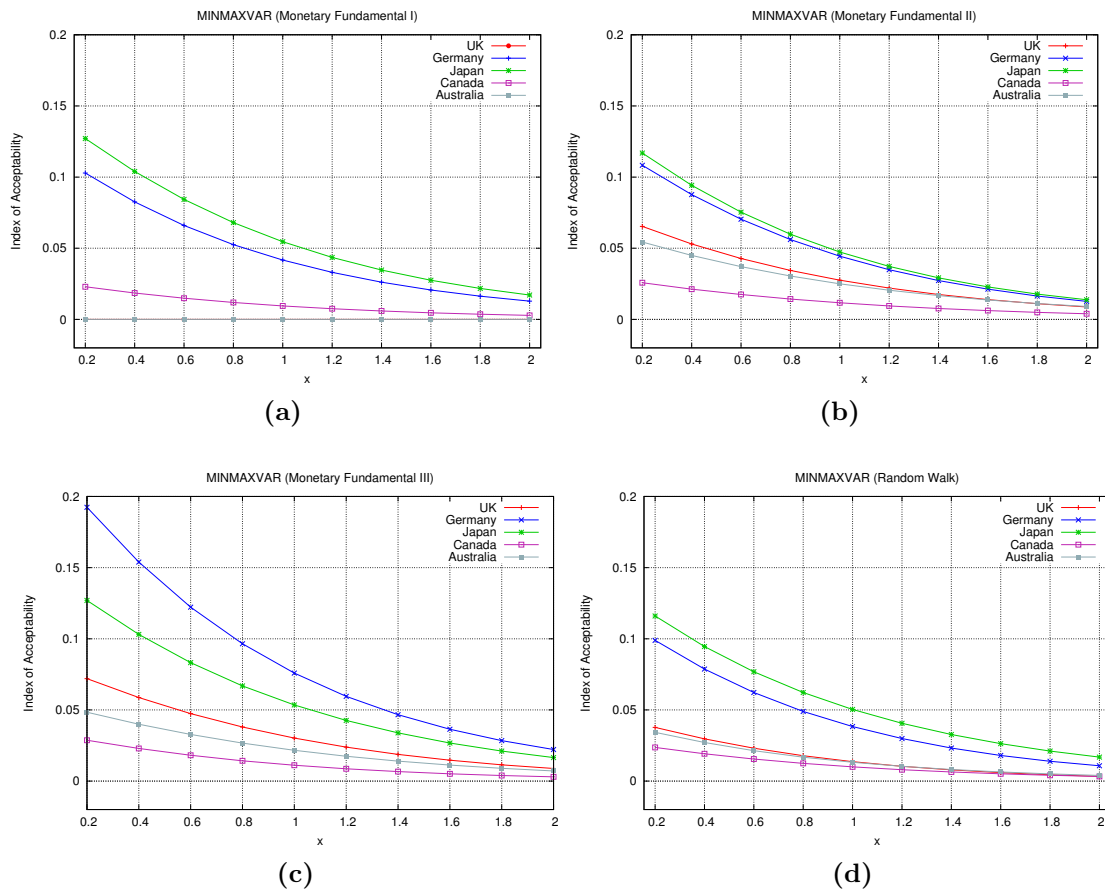 MINMAXVAR (Monetary Fundamental I)
0.2
0.15
0.1
0.05
0
Index of Acceptability
UK
Germany
Japan
Canada
Australia
0.2 0.4 0.6 0.8 1 1.2 1.4 1.6 1.8 2
x
(a)
MINMAXVAR (Monetary Fundamental II)
0.2
0.15
0.1
0.05
0
Index of Acceptability
UK
Germany
Japan
Canada
Australia
0.2 0.4 0.6 0.8 1 1.2 1.4 1.6 1.8 2
x
(b)
MINMAXVAR (Monetary Fundamental III)
0.2
0.15
0.1
0.05
0
Index of Acceptability
UK
Germany
Japan
Canada
Australia
0.2 0.4 0.6 0.8 1 1.2 1.4 1.6 1.8 2
x
(c)
MINMAXVAR (Random Walk)
0.2
0.15
0.1
0.05
0
Index of Acceptability
UK
Germany
Japan
Canada
Australia
0.2 0.4 0.6 0.8 1 1.2 1.4 1.6 1.8 2
x
(d)